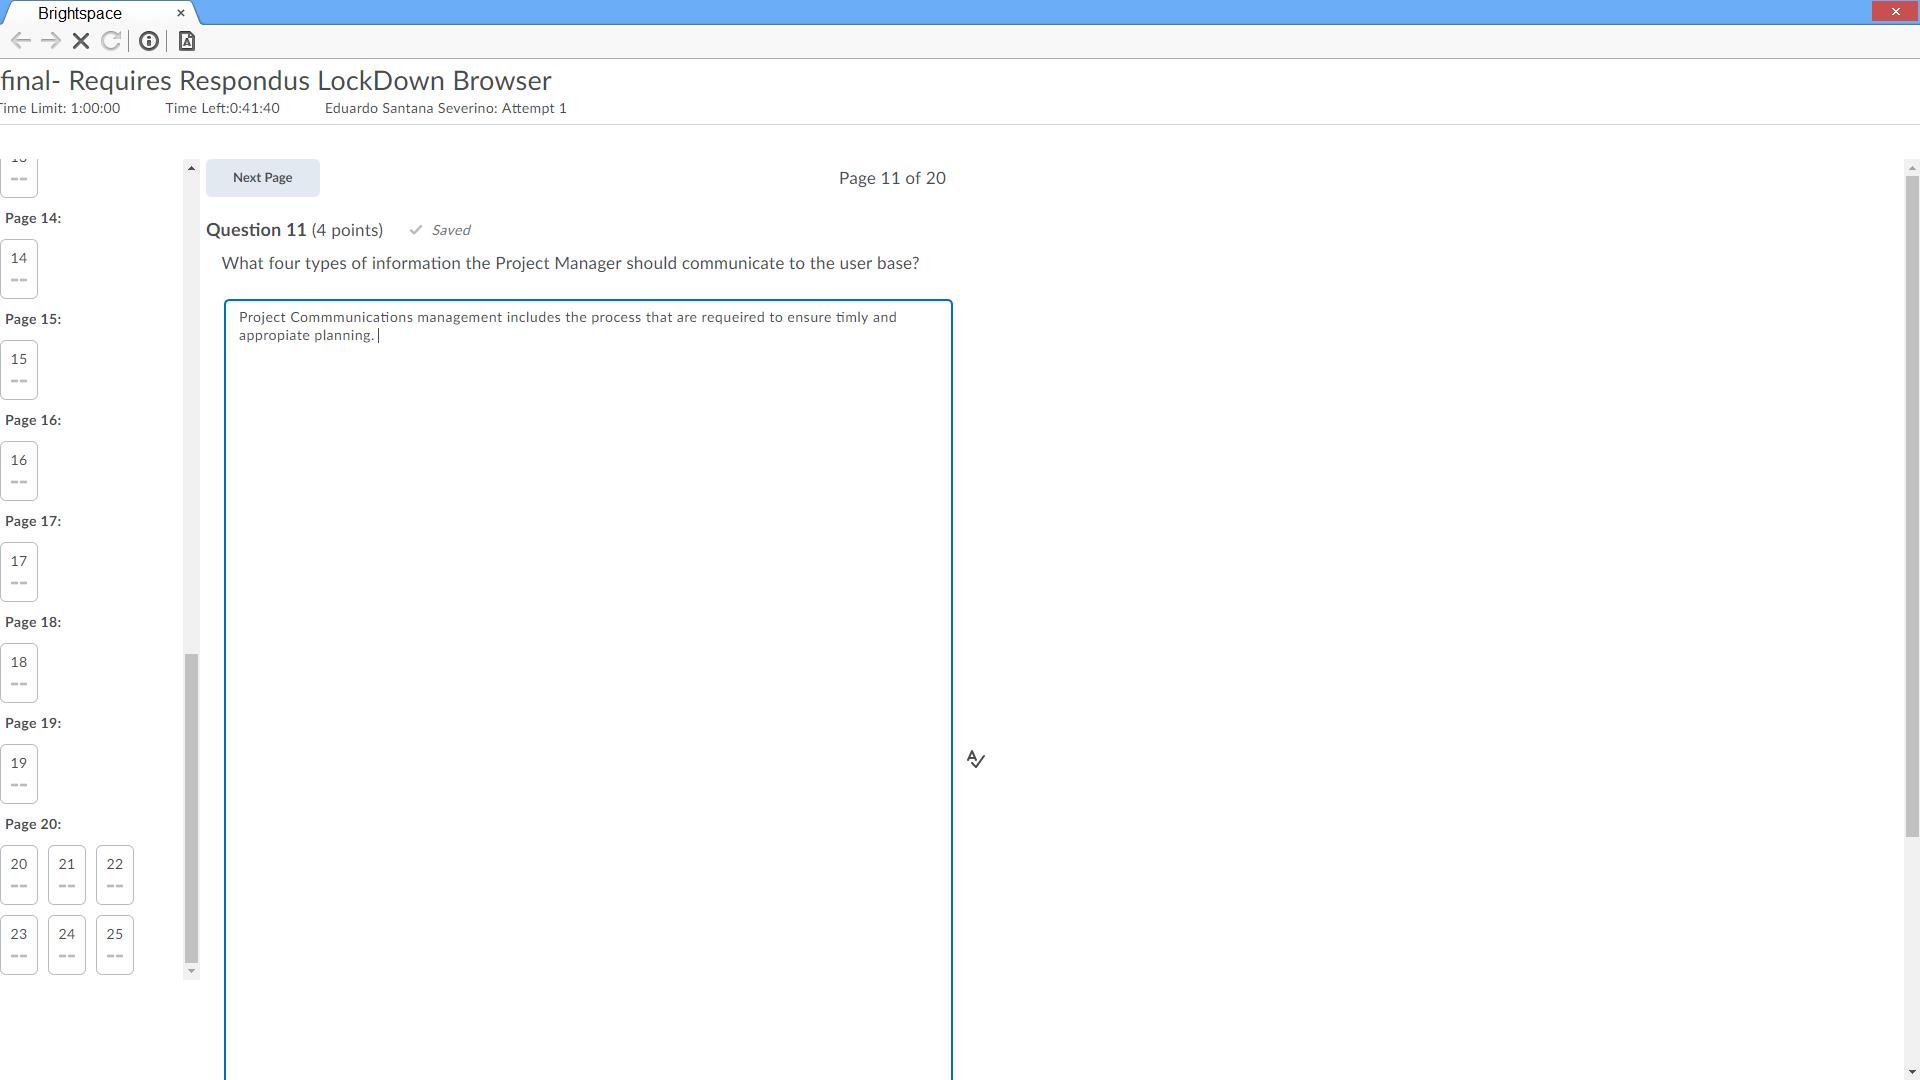 Brightspace
final- Requires Respondus LockDown Browser
Time Limit: 1:00:00 Time Left:0:41:40 Eduardo Santana Severino: Attempt 1
--
Page 14:
14
--
Page 15:
15
--
Page 16:
16
--
Page 17:
17
--
Page 18:
18
--
Page 19:
19
--
Page 20:
20 21 22
-- -- --
23 24 25
-- -- --
Next Page
Page 11 of 20
Question 11 (4 points) Saved
What four types of information the Project Manager should communicate to the user base?
Project Commmunications management includes the process that are requeired to ensure timly and
appropiate planning.